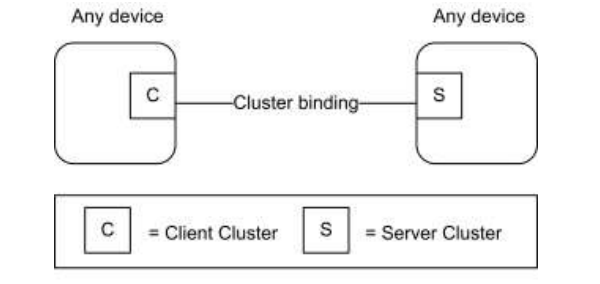 Any device
Any device
C
Cluster binding
S
C = Client Cluster
S = Server Cluster